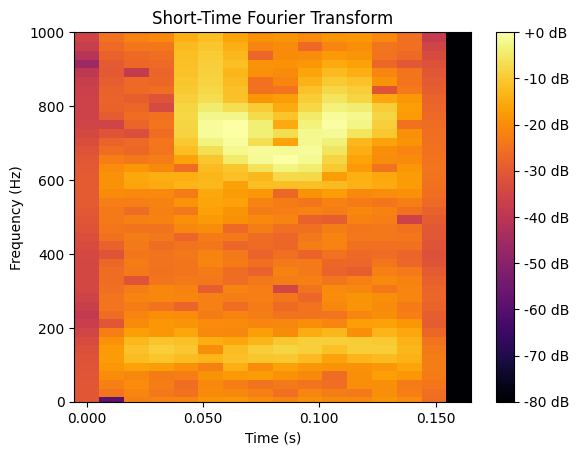 Short-Time Fourier Transform
1000
800
600
400
200
0
Frequency (Hz)
0.000
0.050
0.100
0.150
Time (s)
+0 dB
-10 dB
-20 dB
-30 dB
-40 dB
-50 dB
-60 dB
-70 dB
-80 dB